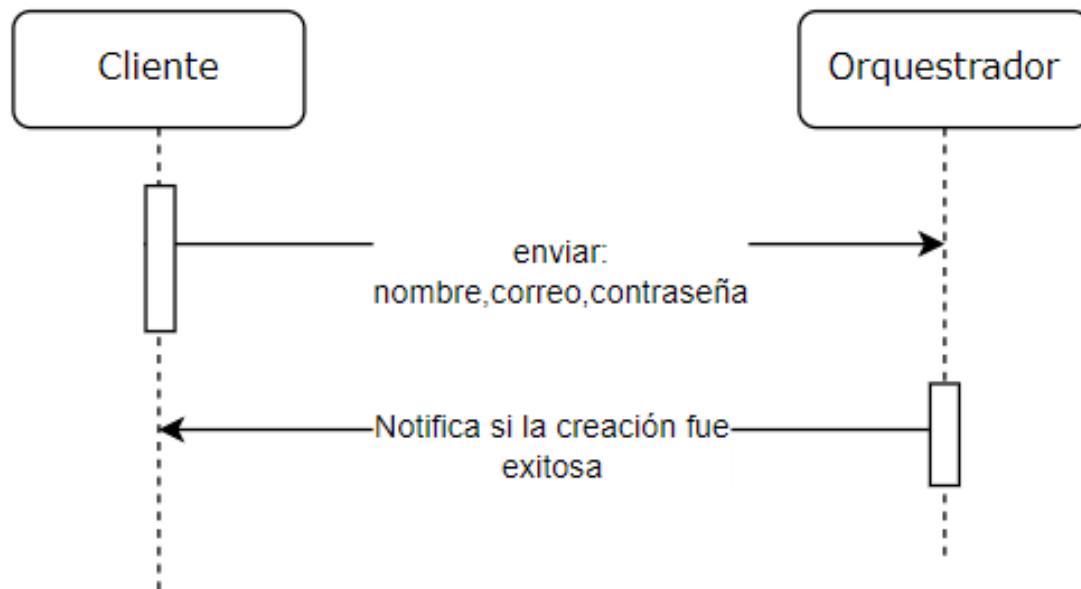 Cliente
Orquestrador
enviar:
nombre,correo,contraseña
Notifica si la creación fue
exitosa